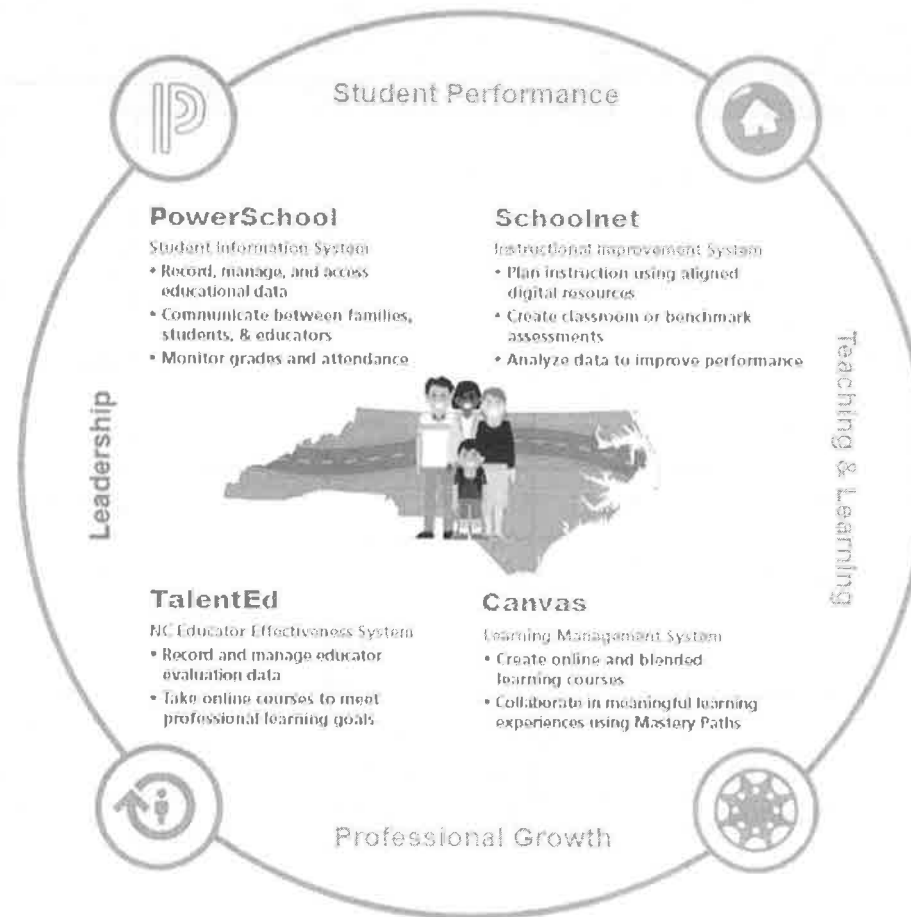 Student Performance
PowerSchool
Student Information System
• Record, manage, and access
educational data
• Communicate between families,
students, & educators
• Monitor grades and attendance
Schoolnet
Instructional Improvement System
• Plan instruction using aligned
digital resources
• Create classroom or benchmark
assessments
• Analyze data to improve performance
Leadership
Teaching & Learning
TalentEd
NC Educator Effectiveness System
• Record and manage educator
evaluation data
• Take online courses to meet
professional learning goals
Canvas
Learning Management System
• Create online and blended
learning courses
• Collaborate in meaningful learning
experiences using Mastery Paths
Professional Growth